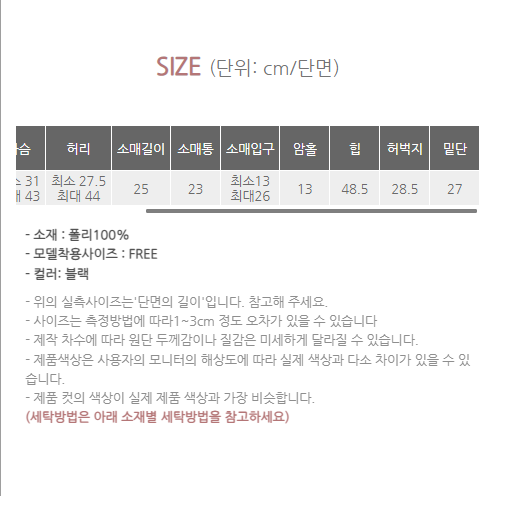 SIZE (단위: cm/단면)
허리 소매길이 소매통 소매입구 암홀 힙 허벅지 밑단
31 최소 27.5 25 23 최소13 13 48.5 28.5 27
43 최대 44 최대26
- 소재 : 폴리100%
- 모델착용사이즈 : FREE
- 컬러: 블랙
- 위의 실측사이즈는'단면의 길이'입니다. 참고해 주세요.
- 사이즈는 측정방법에 따라1~3cm 정도 오차가 있을 수 있습니다
- 제작 차수에 따라 원단 두께감이나 질감은 미세하게 달라질 수 있습니다.
- 제품색상은 사용자의 모니터의 해상도에 따라 실제 색상과 다소 차이가 있을 수 있
습니다.
- 제품 컷의 색상이 실제 제품 색상과 가장 비슷합니다.
(세탁방법은 아래 소재별 세탁방법을 참고하세요)